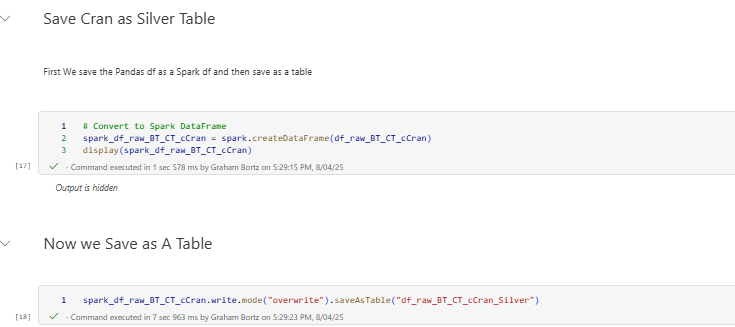 Save Cran as Silver Table
First We save the Pandas df as a Spark df and then save as a table
1 # Convert to Spark DataFrame
2 spark_df_raw_BT_CT_cCran = spark.createDataFrame(df_raw_BT_CT_cCran)
3 display(spark_df_raw_BT_CT_cCran)
[17] - Command executed in 1 sec 578 ms by Graham Bortz on 5:29:15 PM, 8/04/25
Output is hidden
Now we Save as A Table
1 spark_df_raw_BT_CT_cCran.write.mode("overwrite").saveAsTable("df_raw_BT_CT_cCran_Silver")
[18] - Command executed in 7 sec 963 ms by Graham Bortz on 5:29:23 PM, 8/04/25